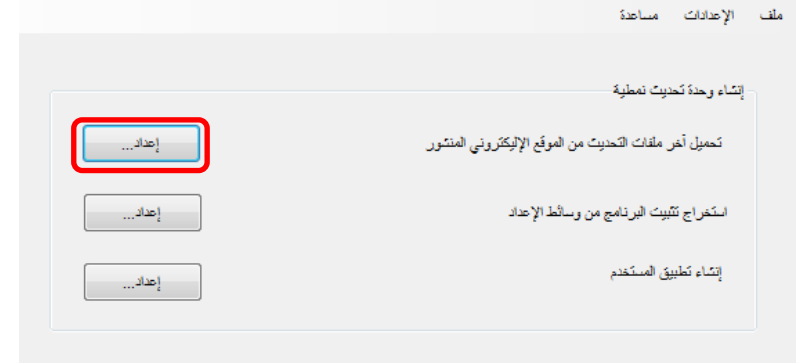 ملف الإعدادات مساعدة
إنشاء وحدة تحديث نمطية
تحميل آخر ملفات التحديث من الموقع الإليكتروني المنشور
إعداد...
استخراج تثبيت البرنامج من وسائط الإعداد
إعداد...
إنشاء تطبيق المستخدم
إعداد...